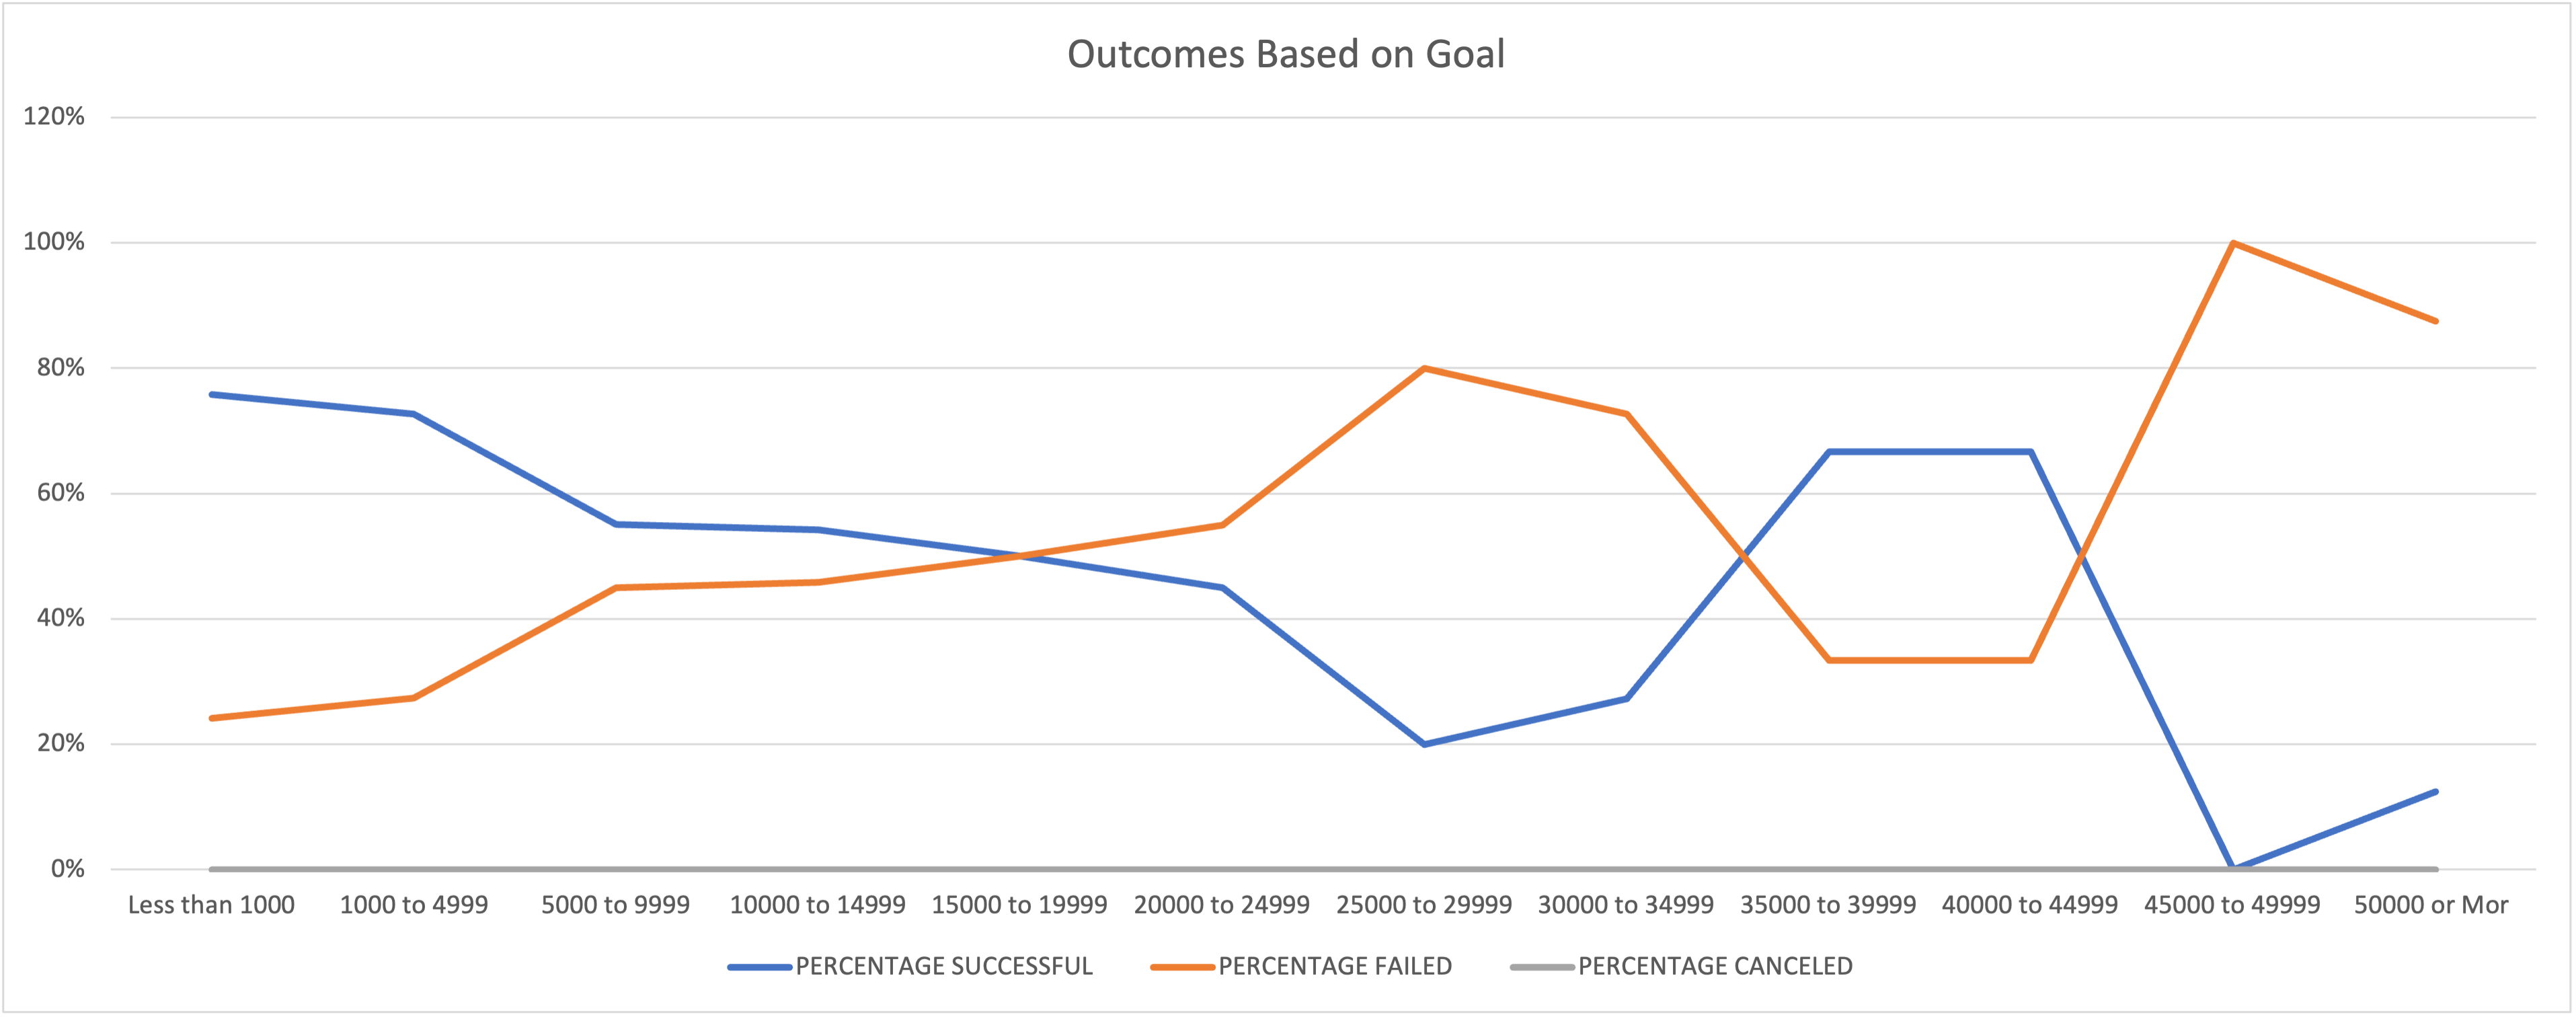 Outcomes Based on Goal
120%
100%
80%
60%
40%
20%
0%
Less than 1000 1000 to 4999 5000 to 9999 10000 to 14999 15000 to 19999 20000 to 24999 25000 to 29999 30000 to 34999 35000 to 39999 40000 to 44999 45000 to 49999 50000 or Mor
PERCENTAGE SUCCESSFUL PERCENTAGE FAILED PERCENTAGE CANCELED